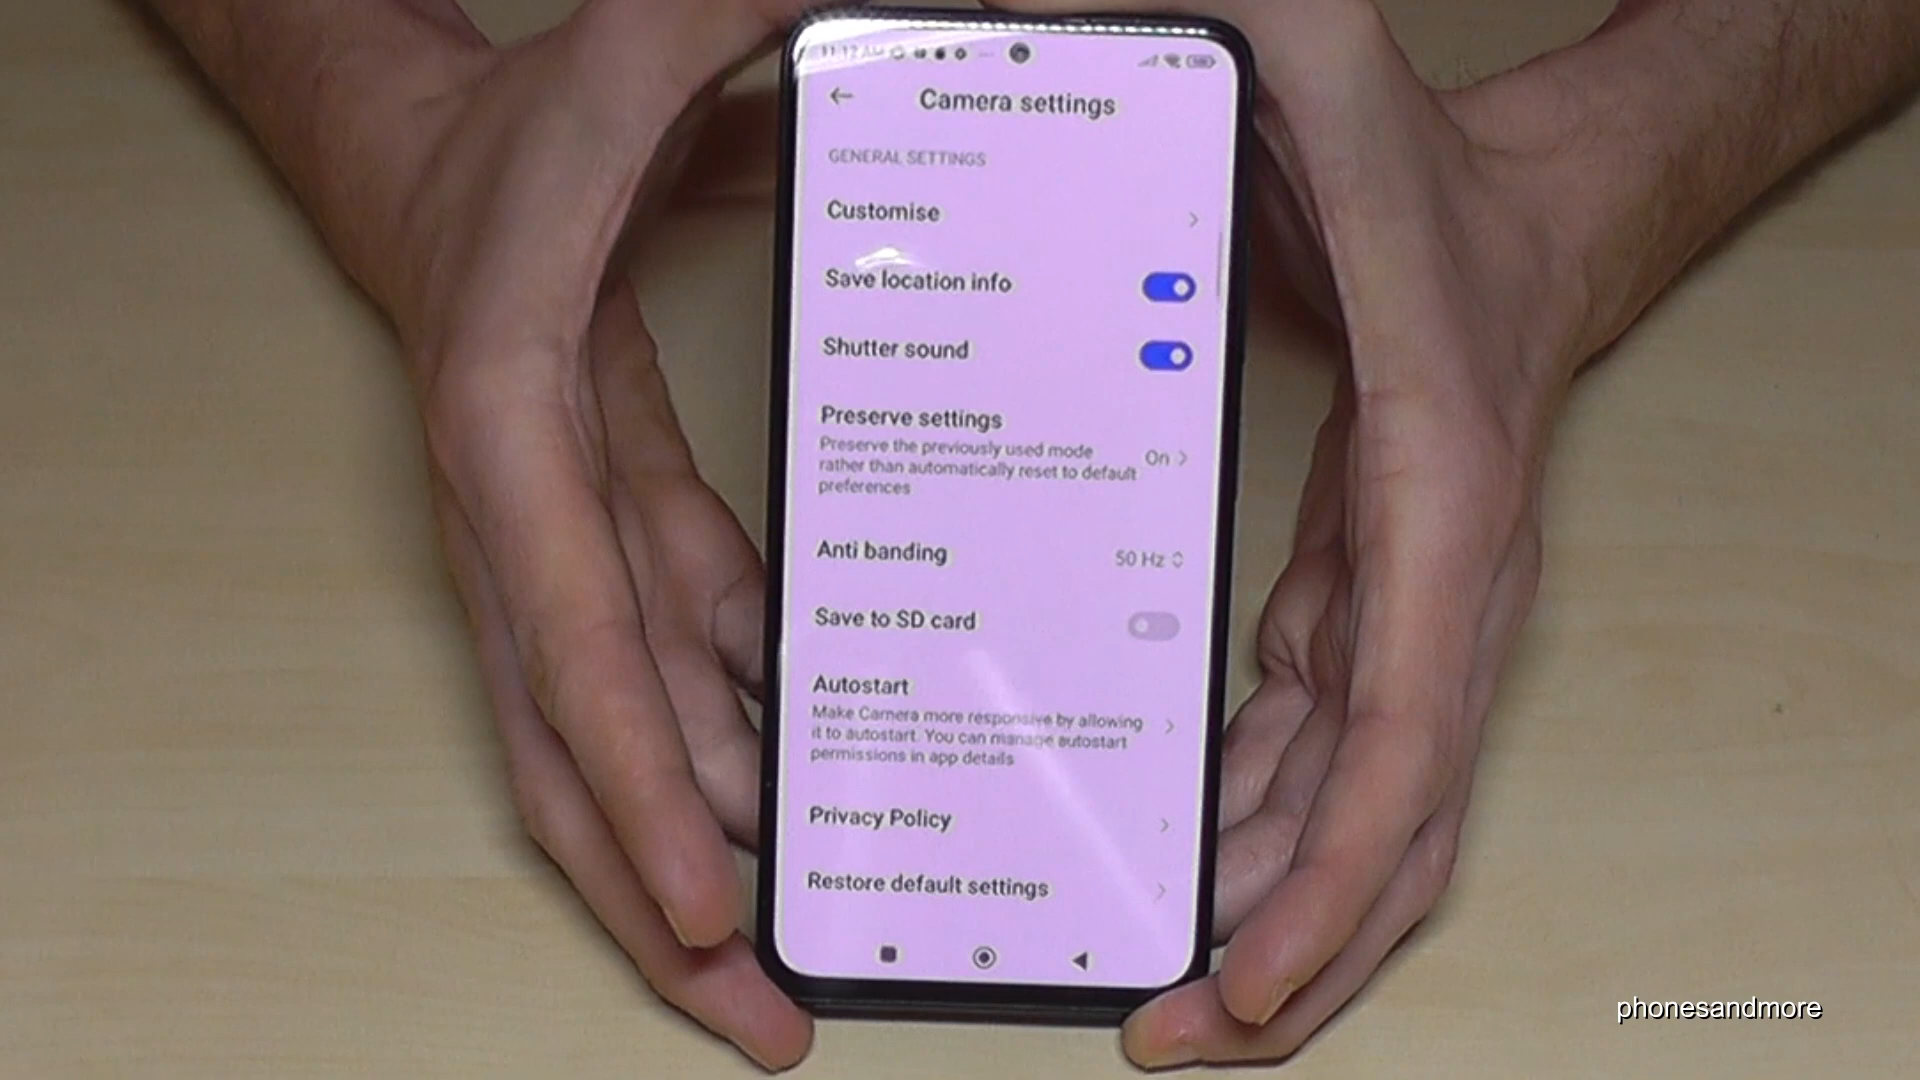 11:12 AM
Camera settings
GENERAL SETTINGS
Customise
Save location info
Shutter sound
Preserve settings
Preserve the previously used mode
rather than automatically reset to default
preferences
On
Anti banding
50 Hz
Save to SD card
Autostart
Make Camera more responsive by allowing
it to autostart. You can manage autostart
permissions in app details
Privacy Policy
Restore default settings
phonesandmore